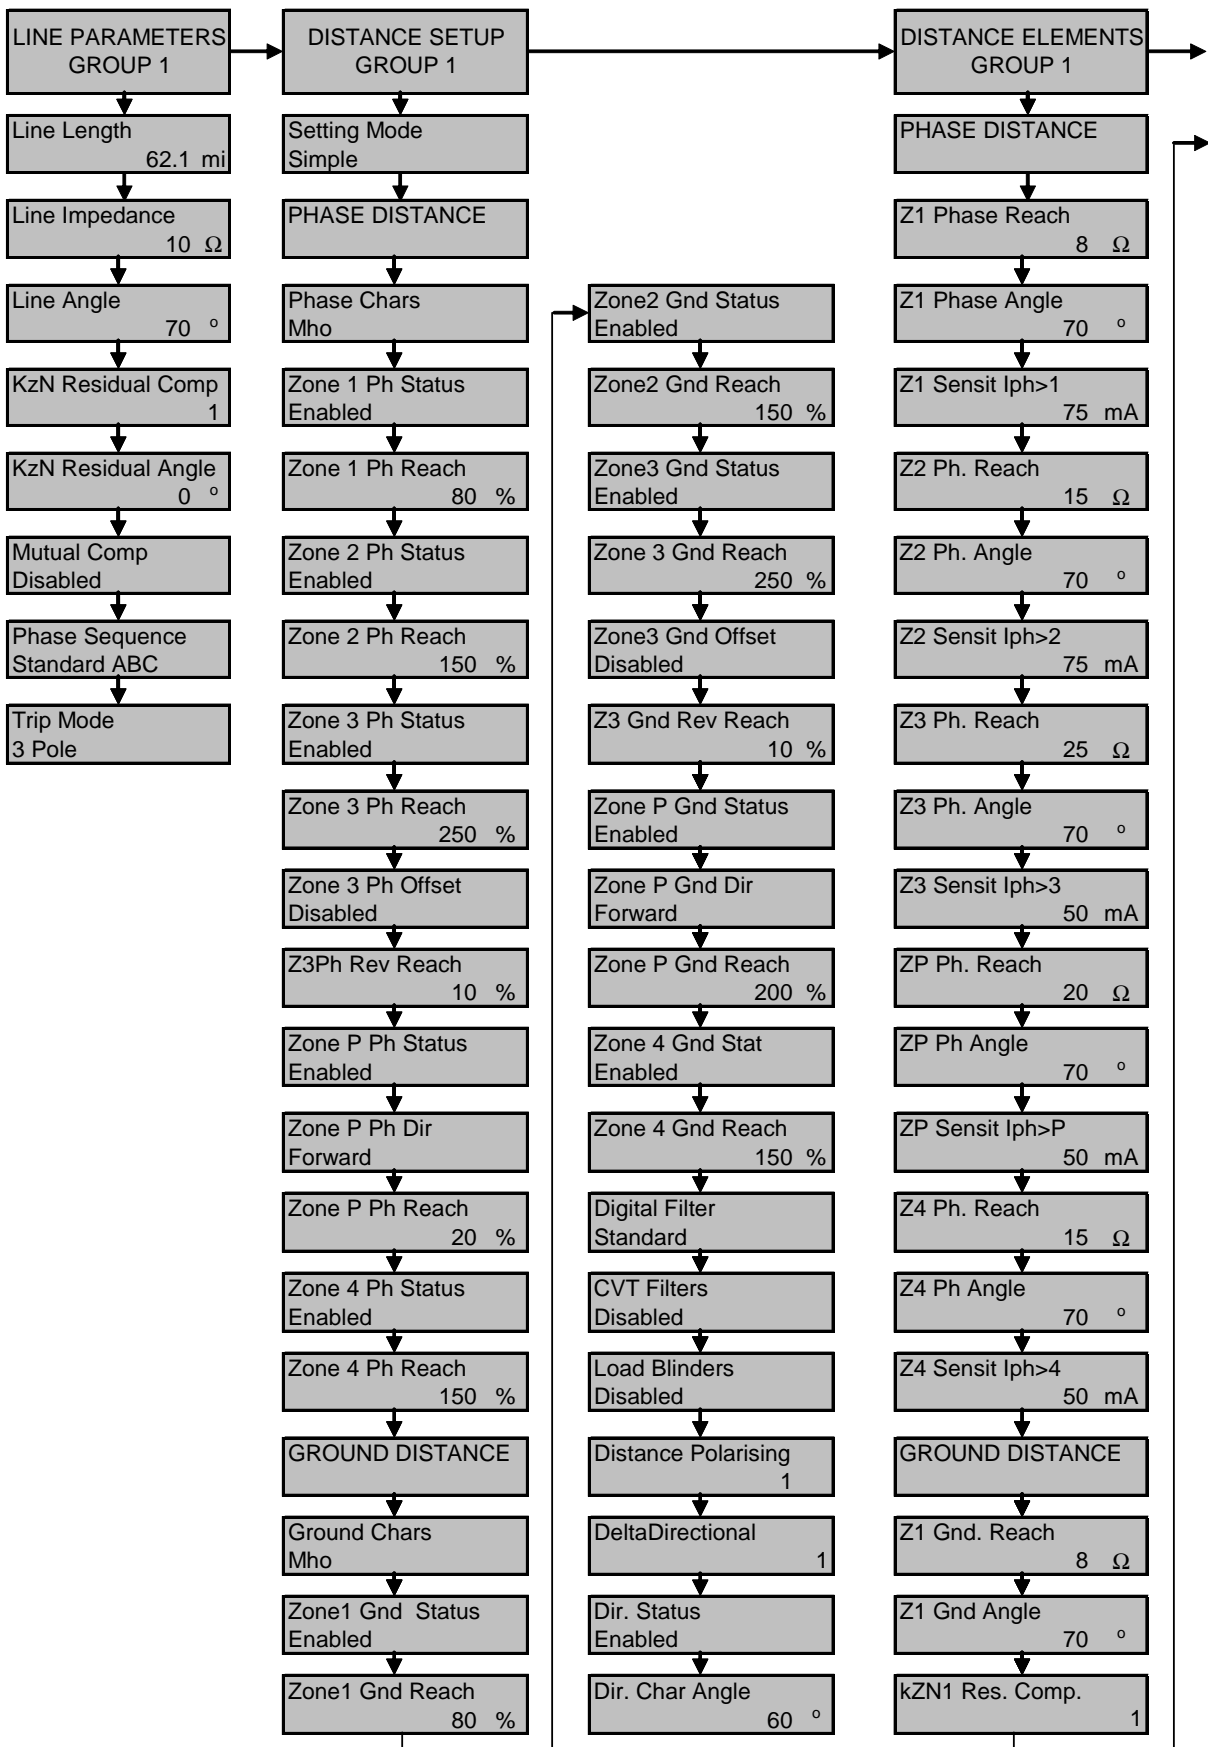 LINE PARAMETERS
GROUP 1
Line Length
62.1 mi
Line Impedance
10 Ω
Line Angle
70 º
KzN Residual Comp
1
KzN Residual Angle
0 º
Mutual Comp
Disabled
Phase Sequence
Standard ABC
Trip Mode
3 Pole
DISTANCE SETUP
GROUP 1
Setting Mode
Simple
PHASE DISTANCE
Phase Chars
Mho
Zone 1 Ph Status
Enabled
Zone 1 Ph Reach
80 %
Zone 2 Ph Status
Enabled
Zone 2 Ph Reach
150 %
Zone 3 Ph Status
Enabled
Zone 3 Ph Reach
250 %
Zone 3 Ph Offset
Disabled
Z3Ph Rev Reach
10 %
Zone P Ph Status
Enabled
Zone P Ph Dir
Forward
Zone P Ph Reach
20 %
Zone 4 Ph Status
Enabled
Zone 4 Ph Reach
150 %
GROUND DISTANCE
Ground Chars
Mho
Zone1 Gnd Status
Enabled
Zone1 Gnd Reach
80 %
Zone2 Gnd Status
Enabled
Zone2 Gnd Reach
150 %
Zone3 Gnd Status
Enabled
Zone 3 Gnd Reach
250 %
Zone3 Gnd Offset
Disabled
Z3 Gnd Rev Reach
10 %
Zone P Gnd Status
Enabled
Zone P Gnd Dir
Forward
Zone P Gnd Reach
200 %
Zone 4 Gnd Stat
Enabled
Zone 4 Gnd Reach
150 %
Digital Filter
Standard
CVT Filters
Disabled
Load Blinders
Disabled
Distance Polarising
1
DeltaDirectional
1
Dir. Status
Enabled
Dir. Char Angle
60 º
DISTANCE ELEMENTS
GROUP 1
PHASE DISTANCE
Z1 Phase Reach
8 Ω
Z1 Phase Angle
70 º
Z1 Sensit Iph>1
75 mA
Z2 Ph. Reach
15 Ω
Z2 Ph. Angle
70 º
Z2 Sensit Iph>2
75 mA
Z3 Ph. Reach
25 Ω
Z3 Ph. Angle
70 º
Z3 Sensit Iph>3
50 mA
ZP Ph. Reach
20 Ω
ZP Ph Angle
70 º
ZP Sensit Iph>P
50 mA
Z4 Ph. Reach
15 Ω
Z4 Ph Angle
70 º
Z4 Sensit Iph>4
50 mA
GROUND DISTANCE
Z1 Gnd. Reach
8 Ω
Z1 Gnd Angle
70 º
kZN1 Res. Comp.
1